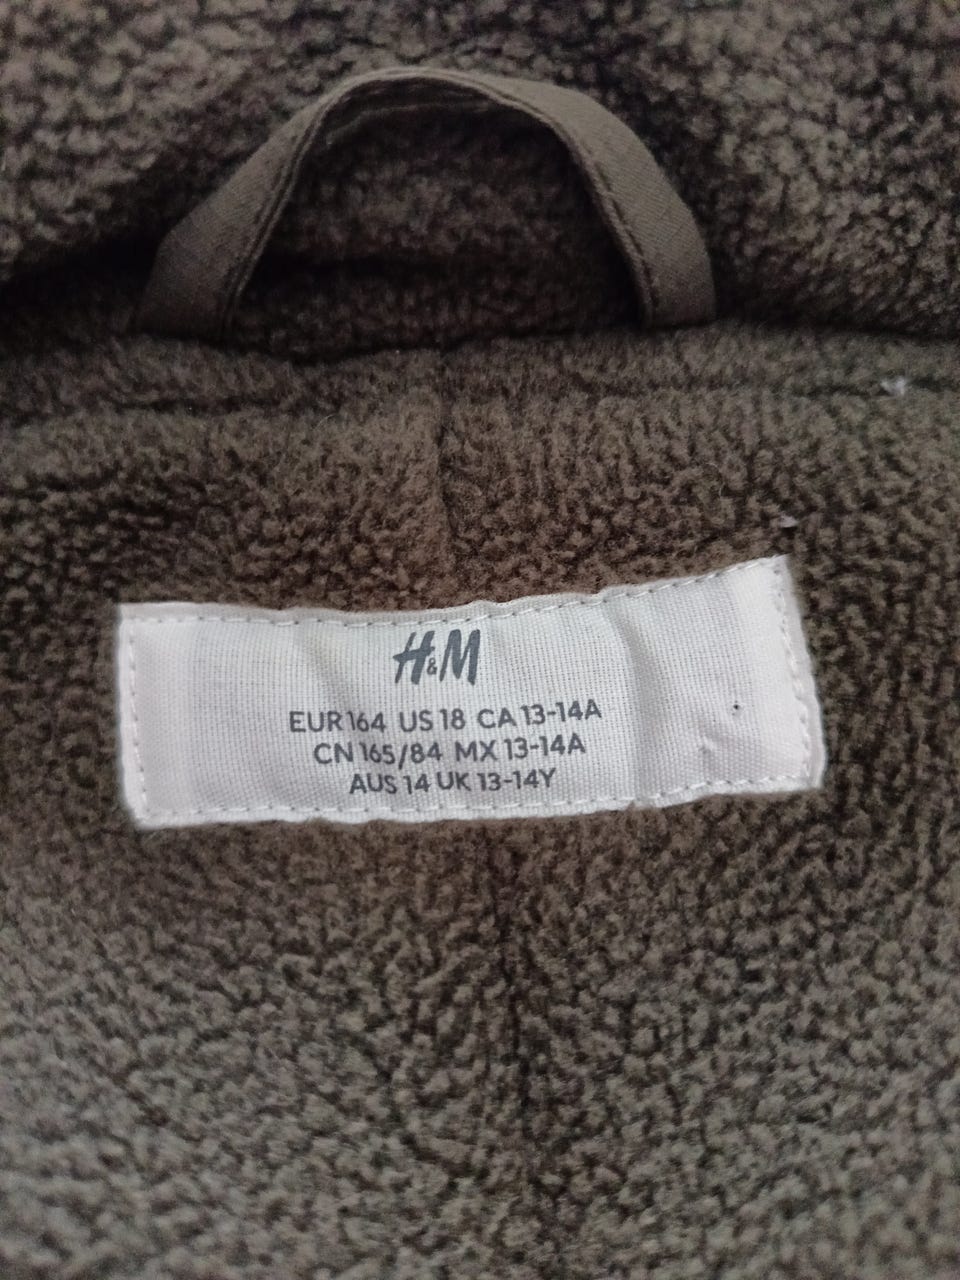 H&M
EUR 164 US 18 CA 13-14A
CN 165/84 MX 13-14A
AUS 14 UK 13-14Y